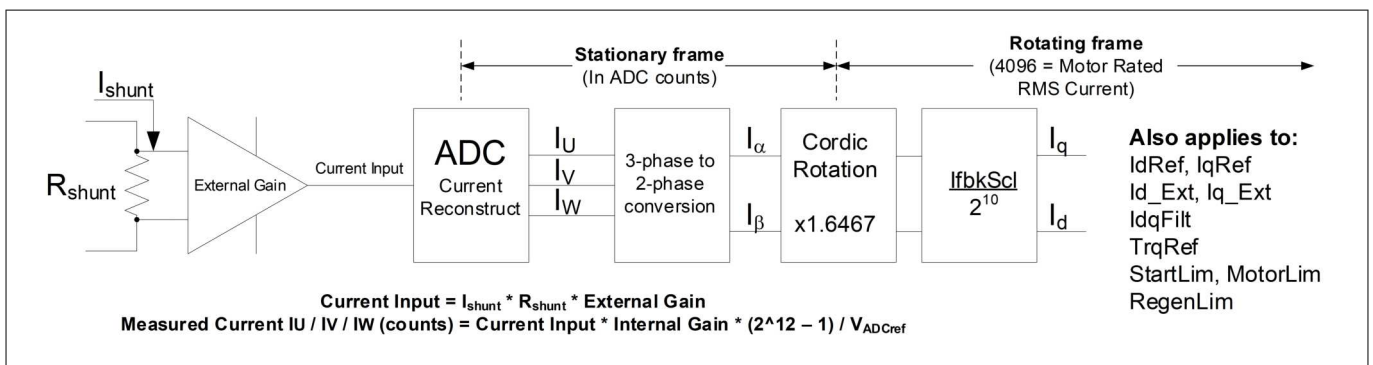 Stationary frame
(In ADC counts)
Rotating frame
(4096 = Motor Rated
RMS Current)
Ishunt
Rshunt
External Gain
Current Input
ADC
Current
Reconstruct
IU
IV
IW
3-phase to
2-phase
conversion
Iα
Iβ
Cordic
Rotation
x1.6467
IfbkScl
2^10
Iq
Id
Also applies to:
IdRef, IqRef
Id_Ext, Iq_Ext
IdqFilt
TrqRef
StartLim, MotorLim
RegenLim
Current Input = Ishunt * Rshunt * External Gain
Measured Current IU / IV / IW (counts) = Current Input * Internal Gain * (2^12 – 1) / VADCref